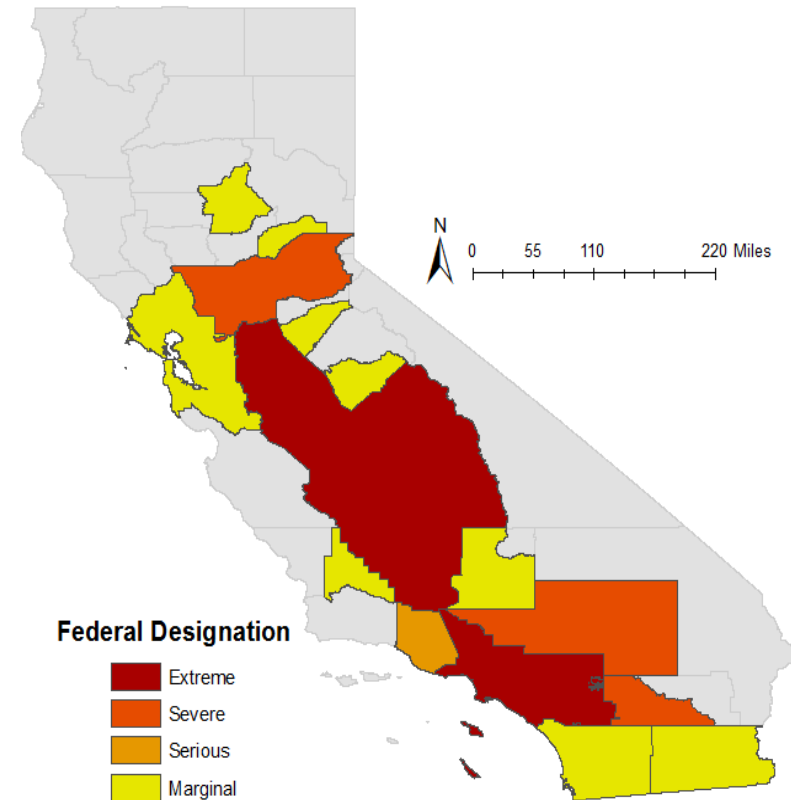 N
0 55 110 220 Miles
Federal Designation
Extreme
Severe
Serious
Marginal